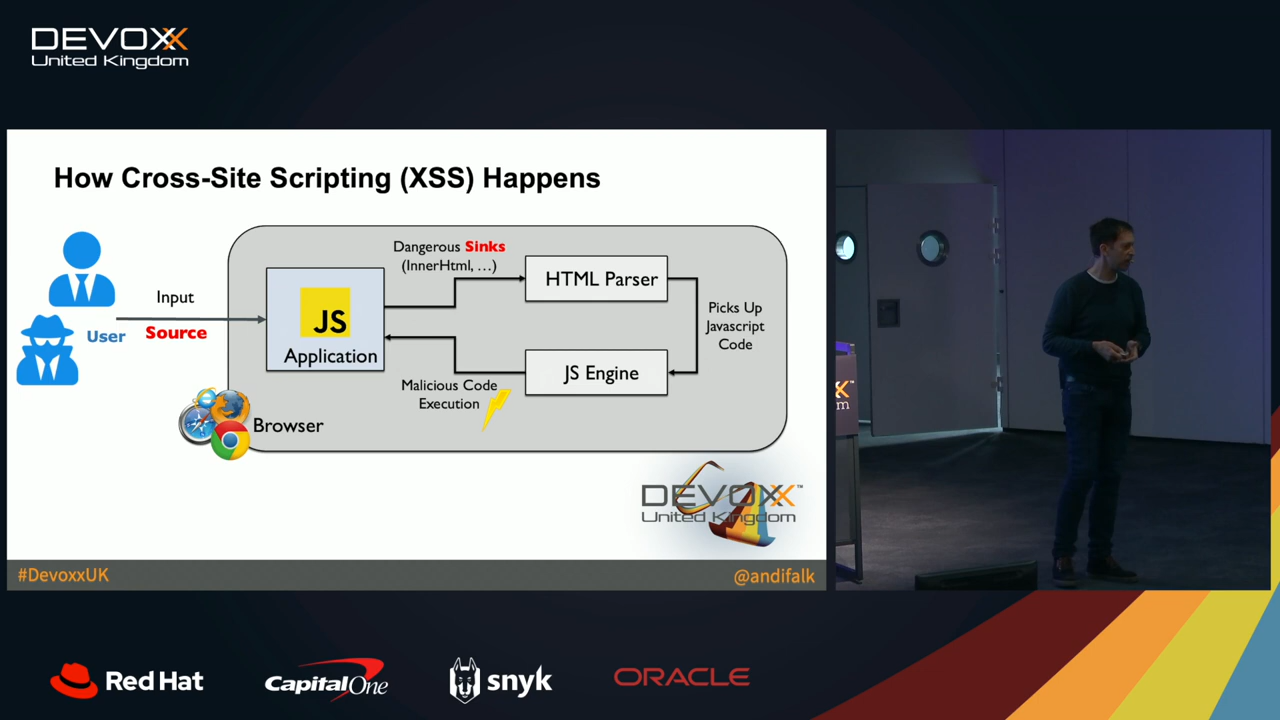 DEVOXX
United Kingdom
How Cross-Site Scripting (XSS) Happens
Dangerous Sinks
(InnerHtml, ...)
HTML Parser
Input
Source
User
JS
Application
Picks Up
Javascript
Code
JS Engine
Malicious Code
Execution
Browser
DEVOXX™
United Kingdom
#DevoxxUK
@andifalk
Red Hat
Capital One
snyk
ORACLE